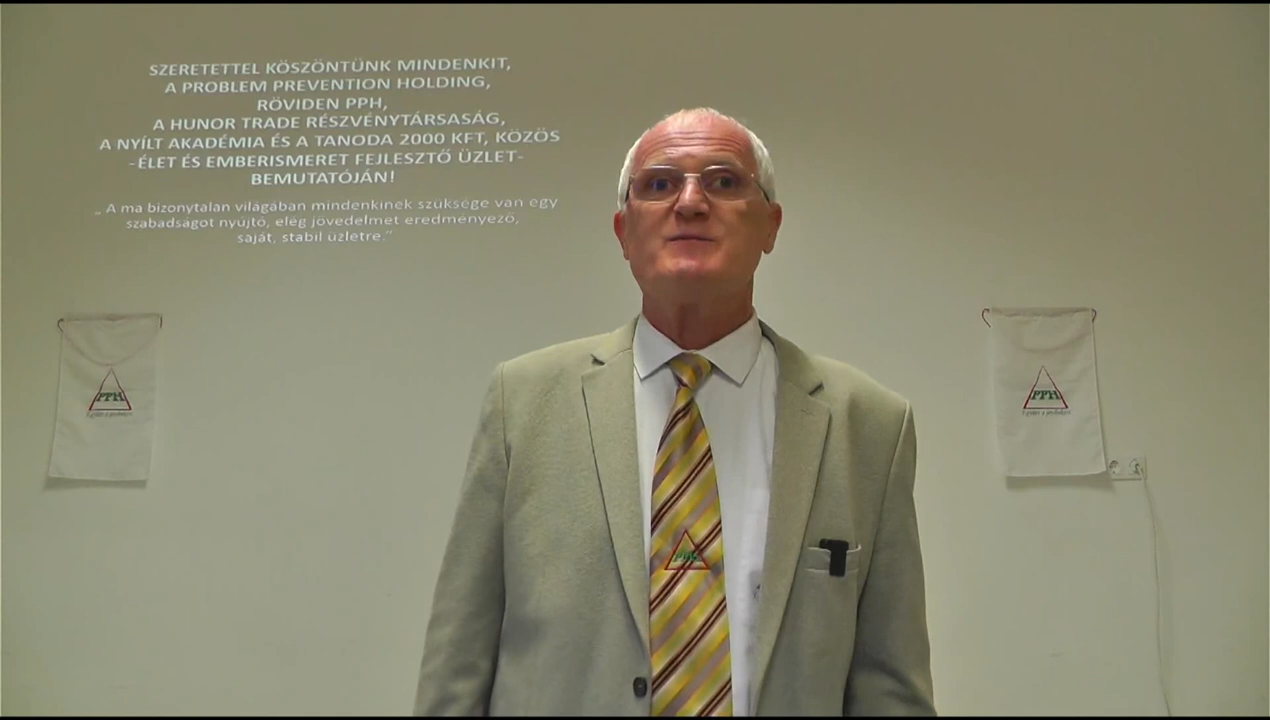 SZERETETTEL KÖSZÖNTÜNK MINDENKIT,
A PROBLEM PREVENTION HOLDING,
RÖVIDEN PPH,
A HUNOR TRADE RÉSZVÉNYTÁRSASÁG,
A NYÍLT AKADÉMIA ÉS A TANODA 2000 KFT, KÖZÖS
-ÉLET ÉS EMBERISMERET FEJLESZTŐ ÜZLET-
BEMUTATÓJÁN!
„ A ma bizonytalan világában mindenkinek szüksége van egy
szabadságot nyújtó, elég jövedelmet eredményező,
saját, stabil üzletre.”
PPH
PPH
PPH